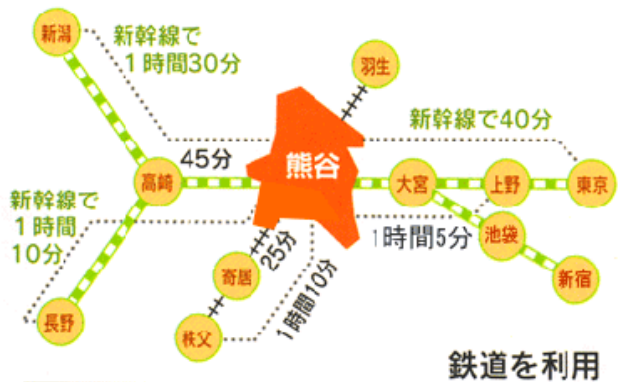 新潟
新幹線で
1時間30分
羽生
新幹線で40分
熊谷
45分
高崎
大宮
上野
東京
新幹線で
1時間
10分
1時間5分
池袋
25分
寄居
新宿
1時間10分
長野
秩父
鉄道を利用